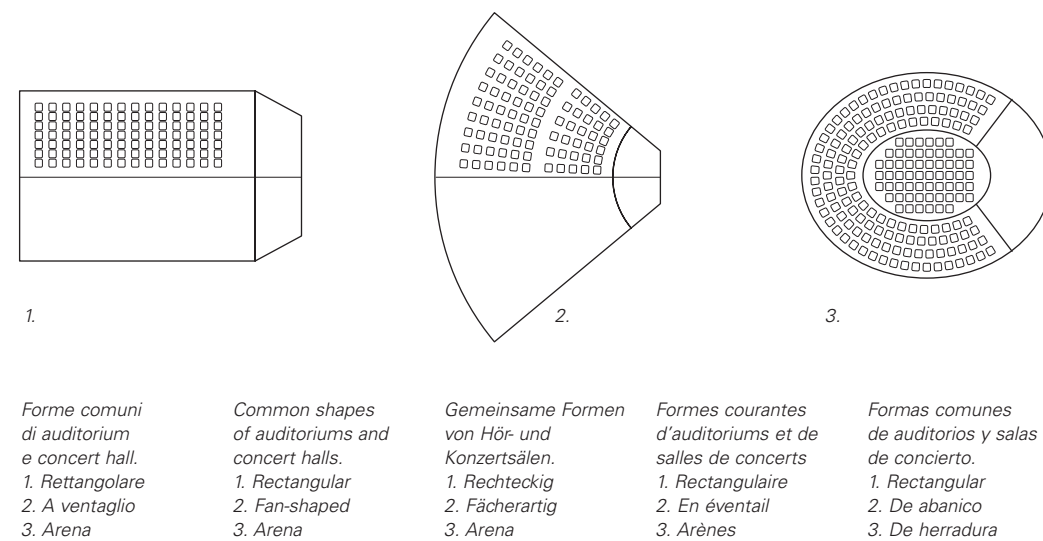 1.
2.
3.
Forme comuni
di auditorium
e concert hall.
1. Rettangolare
2. A ventaglio
3. Arena
Common shapes
of auditoriums and
concert halls.
1. Rectangular
2. Fan-shaped
3. Arena
Gemeinsame Formen
von Hör- und
Konzertsälen.
1. Rechteckig
2. Fächerartig
3. Arena
Formes courantes
d'auditoriums et de
salles de concerts
1. Rectangulaire
2. En éventail
3. Arènes
Formas comunes
de auditorios y salas
de concierto.
1. Rectangular
2. De abanico
3. De herradura